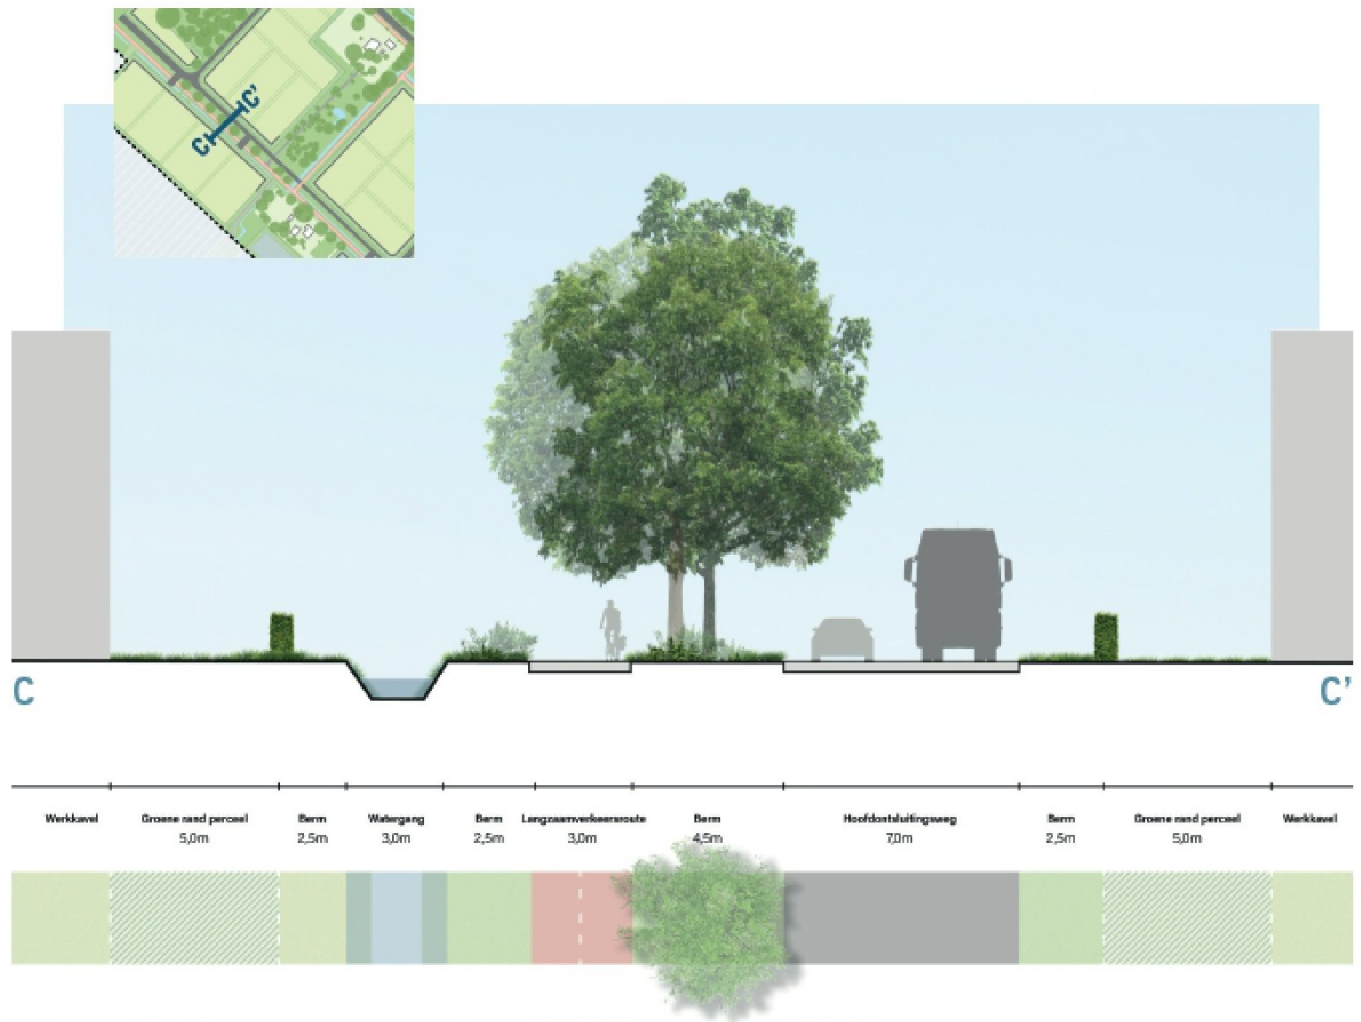 C'
C
C
C'
Werkkavel
Groene rand perceel
Berm
Watergang
Berm
Langzaamverkeersroute
Berm
Hoofdontsluitingsweg
Berm
Groene rand perceel
Werkkavel
5,0m
2,5m
3,0m
2,5m
3,0m
4,5m
7,0m
2,5m
5,0m